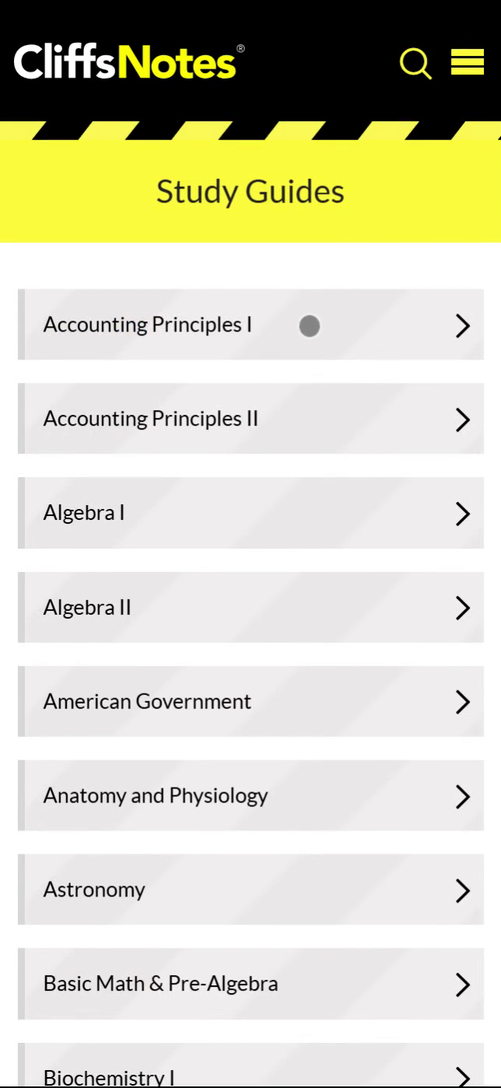 CliffsNotes®
Study Guides
Accounting Principles I
Accounting Principles II
Algebra I
Algebra II
American Government
Anatomy and Physiology
Astronomy
Basic Math & Pre-Algebra
Biochemistry I